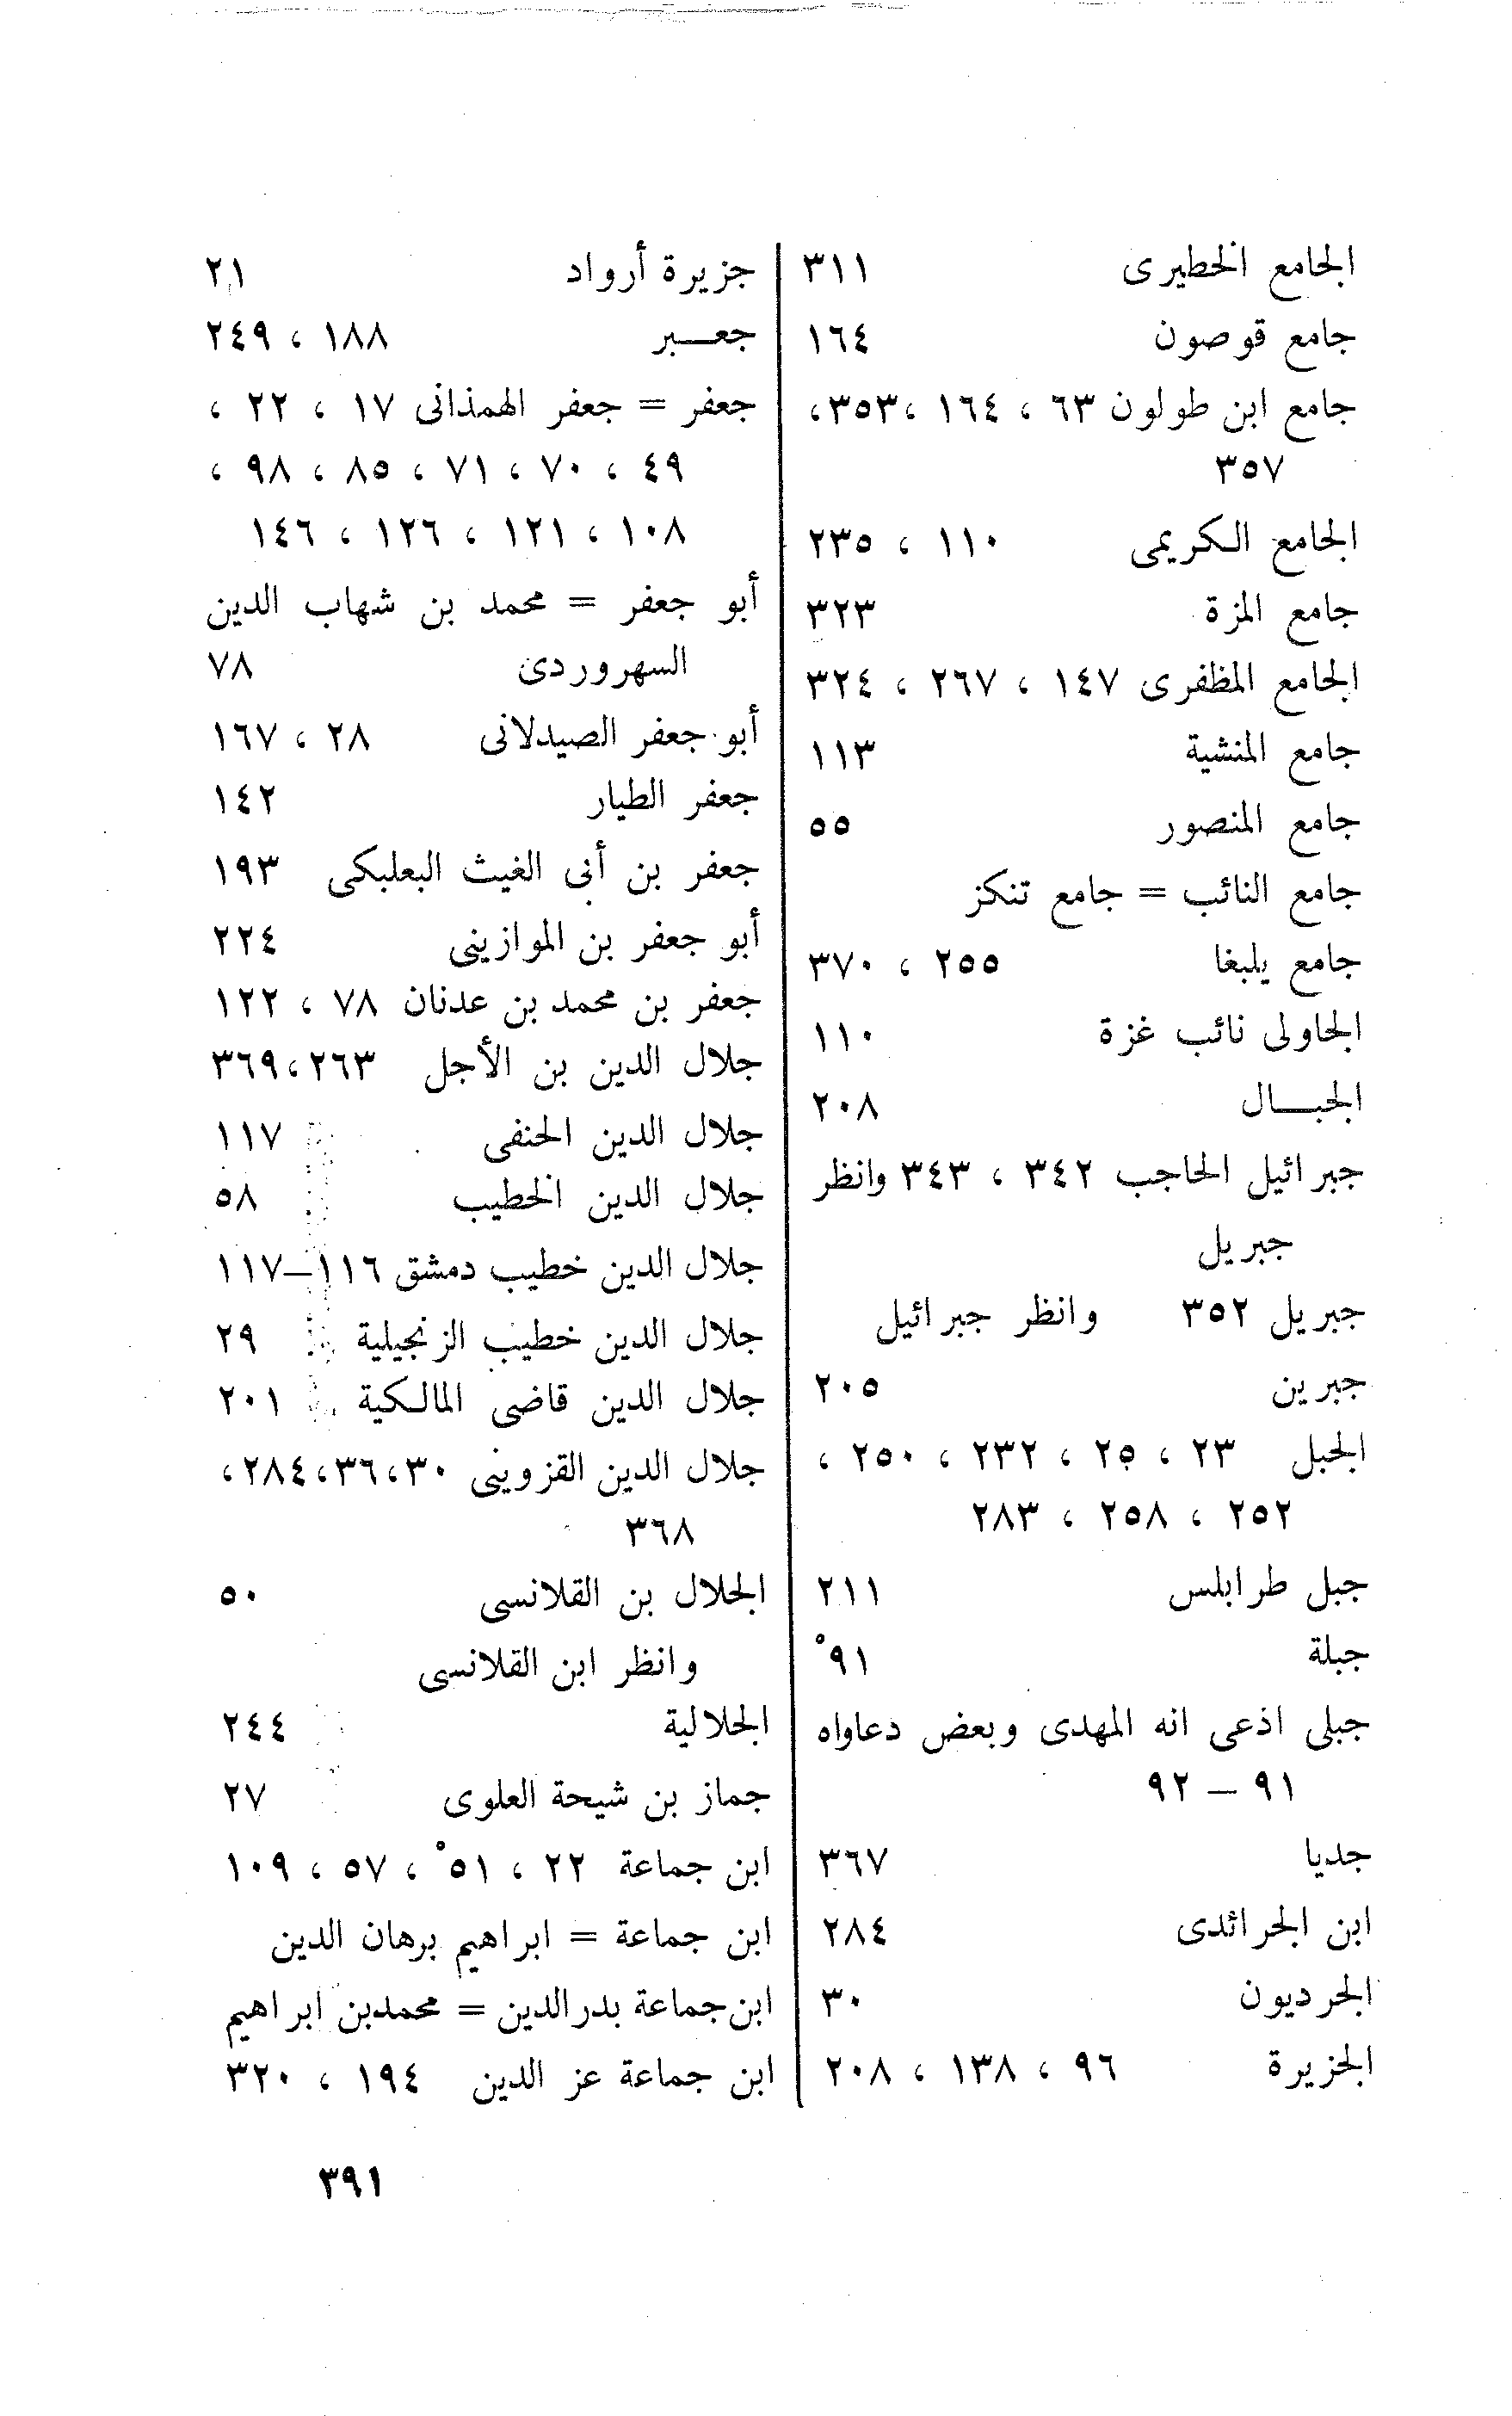 الجامع الخطيرى ٣١١
جامع قوصون ١٦٤
جامع ابن طولون ٦٣ ، ١٦٤ ،٣٥٣،
٣٥٧
الجامع الكريمى ١١٠ ، ٢٣٥
جامع المزة ٣٢٣
الجامع المظفرى ١٤٧ ، ٢٦٧ ، ٣٢٤
جامع المنشية ١١٣
جامع المنصور ٥٥
جامع النائب = جامع تنكز
جامع يلبغا ٢٥٥ ، ٣٧٠
الجاولى نائب غزة ١١٠
الجبـــال ٢٠٨
جبرائيل الحاجب ٣٤٢ ، ٣٤٣ وانظر
جبريل
جبريل ٣٥٢ وانظر جبرائيل
جبرين ٢٠٥
الجبل ٢٣ ، ٢٥ ، ٢٣٢ ، ٢٥٠ ،
٢٥٢ ، ٢٥٨ ، ٢٨٣
جبل طرابلس ٢١١
جبلة ٩١ْ
جبلى اذعى انه المهدى وبعض دعاواه
٩١ – ٩٢
جديا ٣٦٧
ابن الجرائدى ٢٨٤
الجرديون ٣٠
الجزيرة ٩٦ ، ١٣٨ ، ٢٠٨
جزيرة أرواد ٢١
جعـــبر ١٨٨ ، ٢٤٩
جعفر = جعفر الهمذانى ١٧ ، ٢٢ ،
٤٩ ، ٧٠ ، ٧١ ، ٨٥ ، ٩٨ ،
١٠٨ ، ١٢١ ، ١٢٦ ، ١٤٦
أبو جعفر = محمد بن شهاب الدين
السهروردى ٧٨
أبو جعفر الصيدلانى ٢٨ ، ١٦٧
جعفر الطيار ١٤٢
جعفر بن أبى الغيث البعلبكى ١٩٣
أبو جعفر بن الموازينى ٢٢٤
جعفر بن محمد بن عدنان ٧٨ ، ١٢٢
جلال الدين بن الأجل ٢٦٣،٣٦٩
جلال الدين الحنفى ١١٧
جلال الدين الخطيب ٥٨
جلال الدين خطيب دمشق ١١٦–١١٧
جلال الدين خطيب الزنجيلية ٢٩
جلال الدين قاضى المالكية ٢٠١
جلال الدين القزوينى ٣٠،٣٦،٢٨٤،
٣٦٨
الجلال بن القلانسى ٥٠
وانظر ابن القلانسى
الجلالية ٢٤٤
جماز بن شيحة العلوى ٢٧
ابن جماعة ٢٢ ، ٥١ْ ، ٥٧ ، ١٠٩
ابن جماعة = ابراهيم برهان الدين
ابن جماعة بدر الدين = محمد بن ابراهيم
ابن جماعة عز الدين ١٩٤ ، ٣٢٠
٣٩١